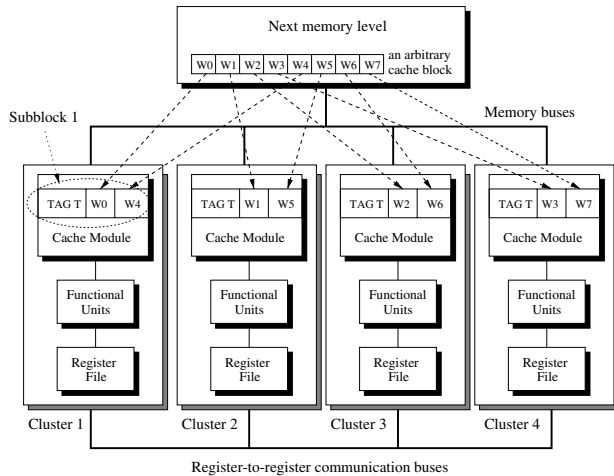 Next memory level
W0 W1 W2 W3 W4 W5 W6 W7
an arbitrary
cache block
Subblock 1
Memory buses
TAG T W0 W4
Cache Module
Functional
Units
Register
File
Cluster 1
TAG T W1 W5
Cache Module
Functional
Units
Register
File
Cluster 2
TAG T W2 W6
Cache Module
Functional
Units
Register
File
Cluster 3
TAG T W3 W7
Cache Module
Functional
Units
Register
File
Cluster 4
Register-to-register communication buses